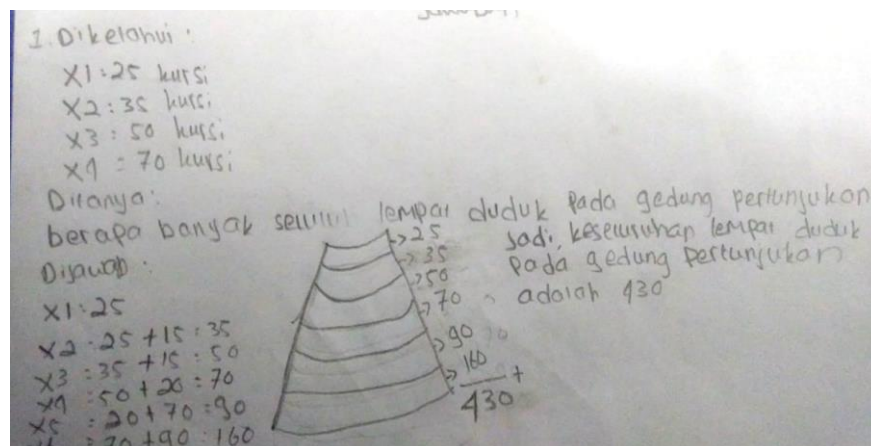 1. Diketahui :
X1 : 25 kursi
X2 : 35 kursi
X3 : 50 kursi
X4 : 70 kursi
Ditanya :
berapa banyak seluruh tempat duduk pada gedung pertunjukan
Dijawab :
X1 : 25
X2 : 25 + 15 : 35
X3 : 35 + 15 : 50
X4 : 50 + 20 : 70
X5 : 20 + 70 : 90
: 70 + 90 : 160
25
35
50
70
90
160
+
430
Jadi, keseluruhan tempat duduk
pada gedung pertunjukan
adalah 430